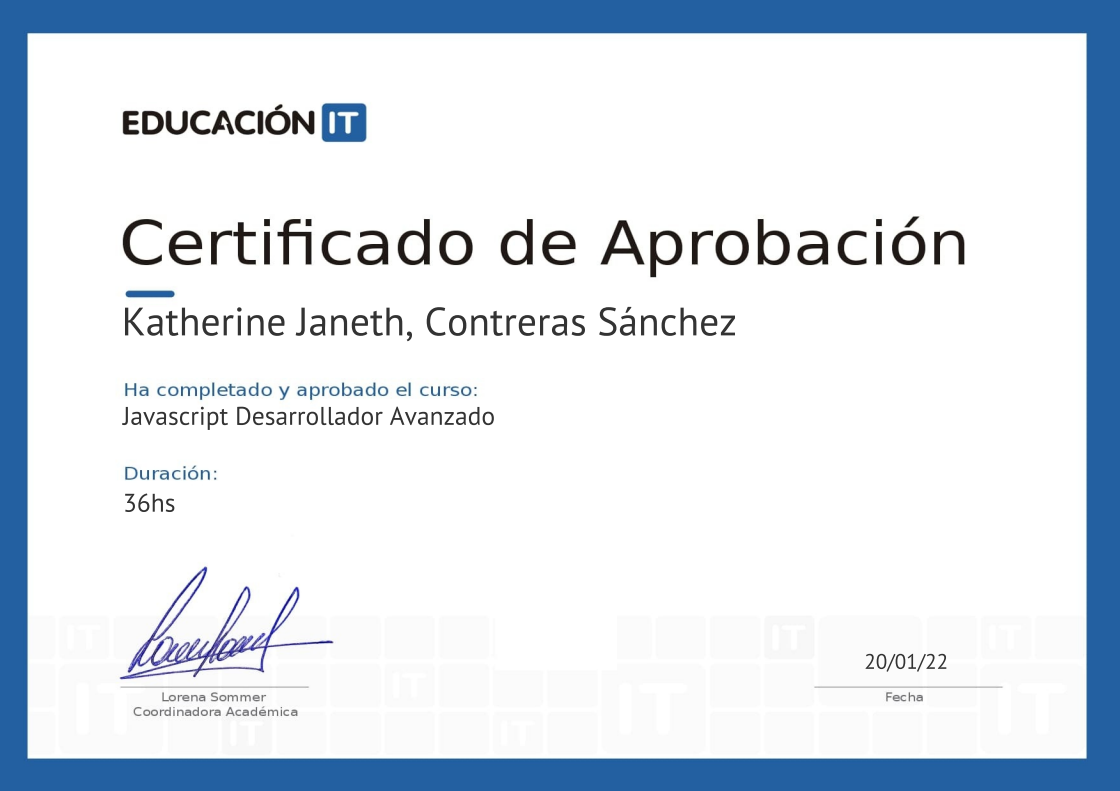 EDUCACIÓN IT
Certificado de Aprobación
Katherine Janeth, Contreras Sánchez
Ha completado y aprobado el curso:
Javascript Desarrollador Avanzado
Duración:
36hs
20/01/22
Lorena Sommer
Coordinadora Académica
Fecha